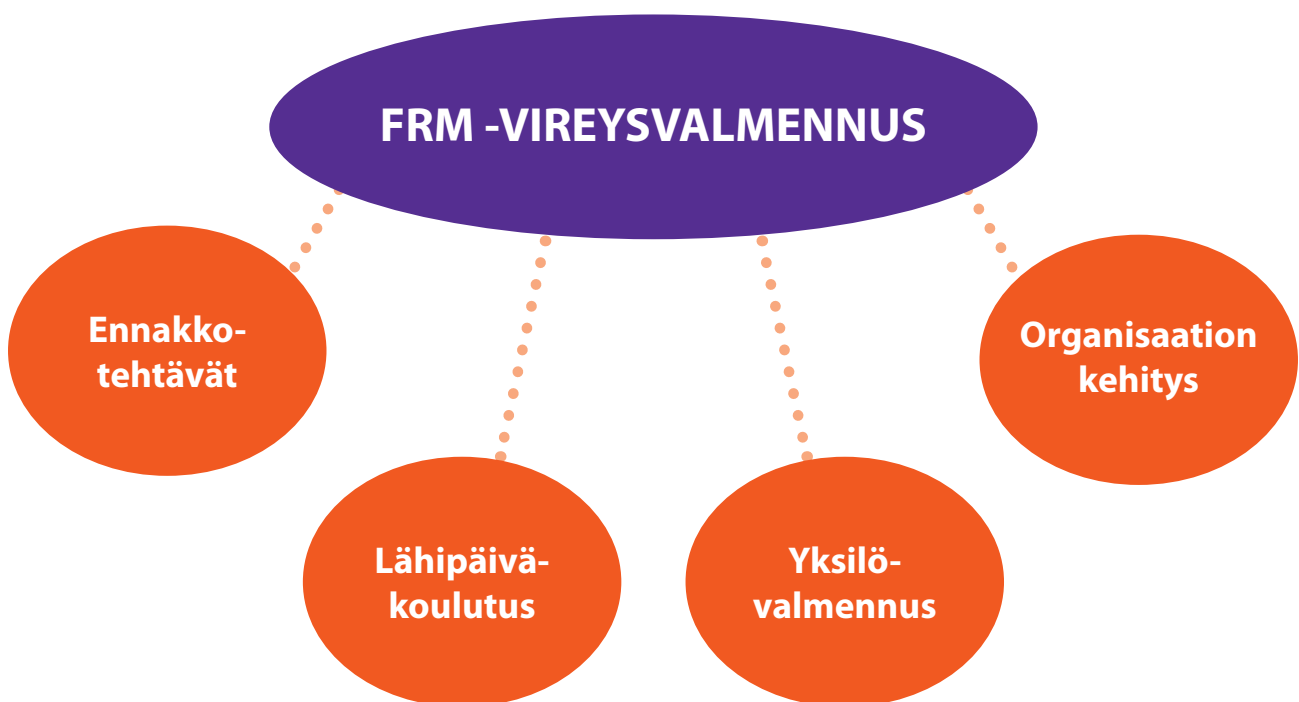 FRM -VIREYSVALMENNUS
Ennakko-
tehtävät
Lähipäivä-
koulutus
Yksilö-
valmennus
Organisaation
kehitys